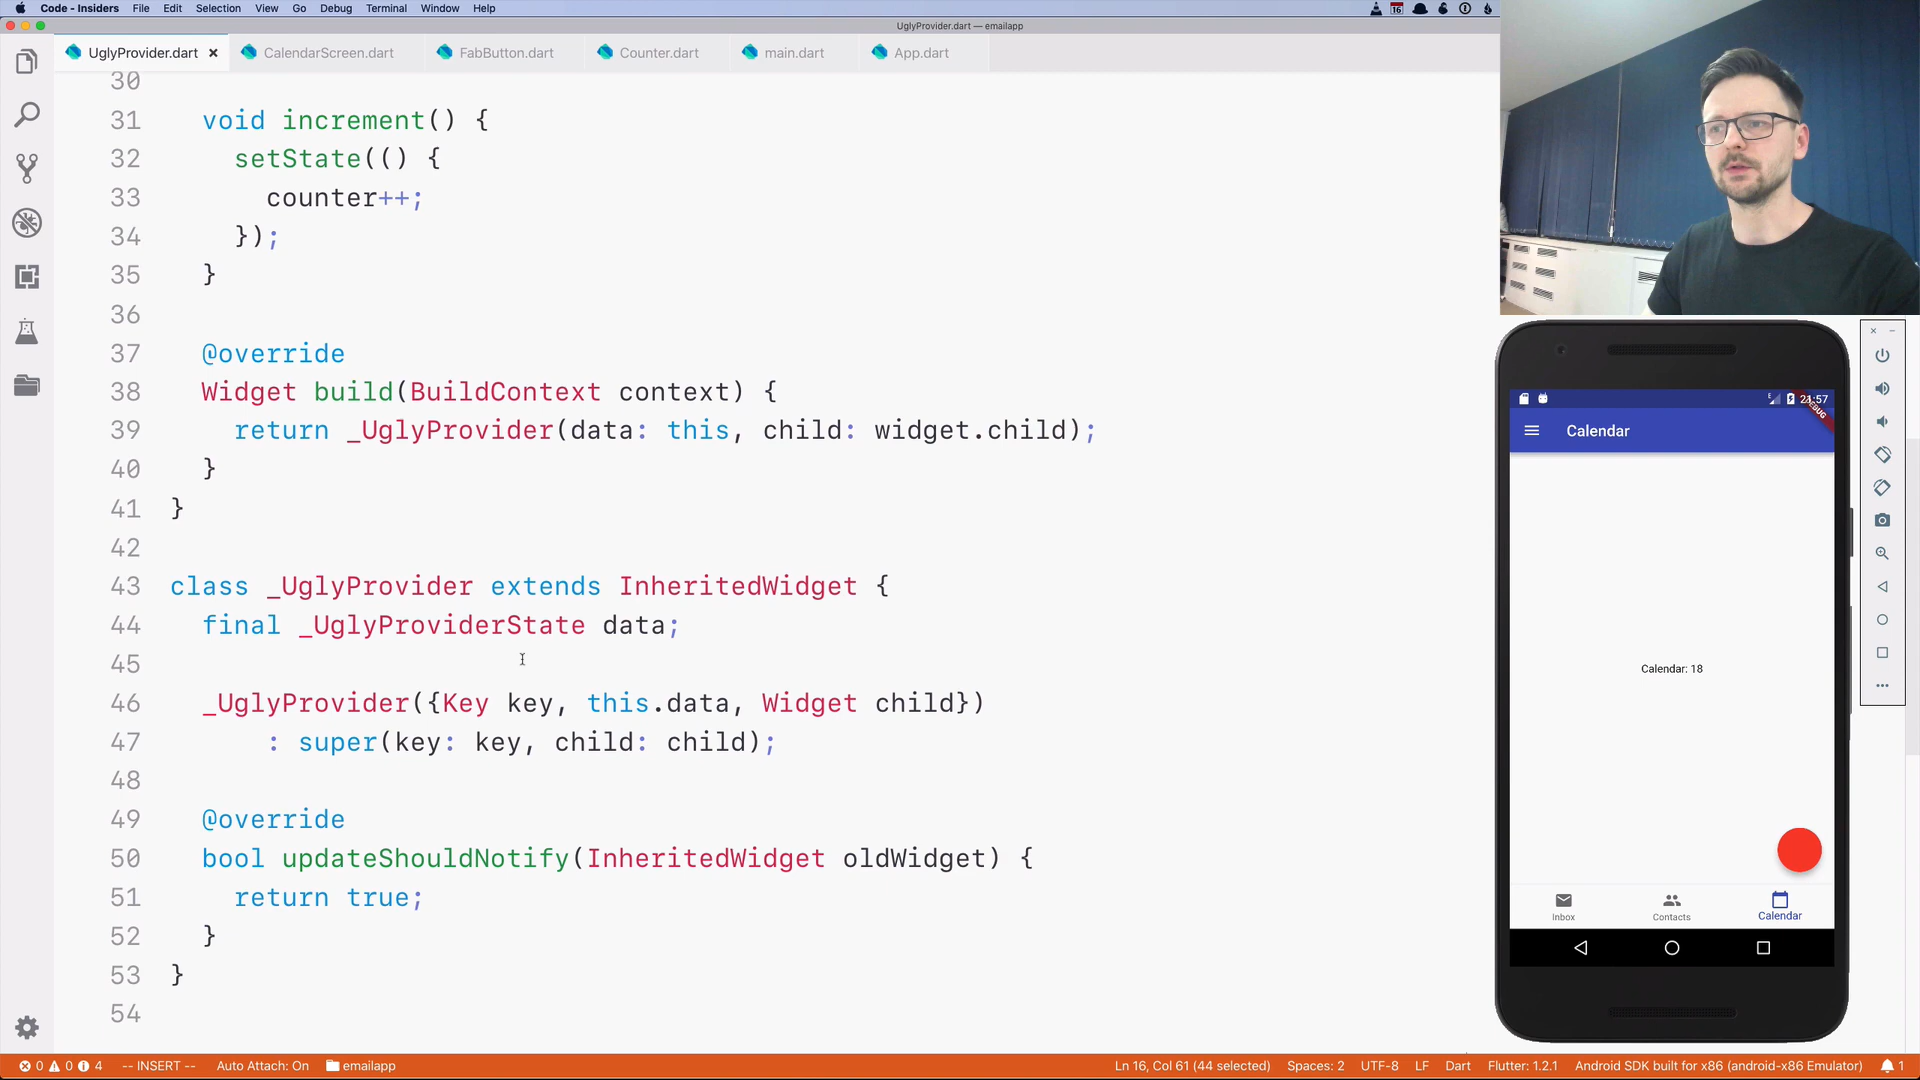 Code - Insiders File Edit Selection View Go Debug Terminal Window Help
16
UglyProvider.dart — emailapp
UglyProvider.dart CalendarScreen.dart FabButton.dart Counter.dart main.dart App.dart
30
31 void increment() {
32 setState(() {
33 counter++;
34 });
35 }
36
37 @override
38 Widget build(BuildContext context) {
39 return _UglyProvider(data: this, child: widget.child);
40 }
41 }
42
43 class _UglyProvider extends InheritedWidget {
44 final _UglyProviderState data;
45
46 _UglyProvider({Key key, this.data, Widget child})
47 : super(key: key, child: child);
48
49 @override
50 bool updateShouldNotify(InheritedWidget oldWidget) {
51 return true;
52 }
53 }
54
DEBUG
Calendar
Calendar: 18
Inbox Contacts Calendar
0 0 4 -- INSERT -- Auto Attach: On emailapp Ln 16, Col 61 (44 selected) Spaces: 2 UTF-8 LF Dart Flutter: 1.2.1 Android SDK built for x86 (android-x86 Emulator) 1